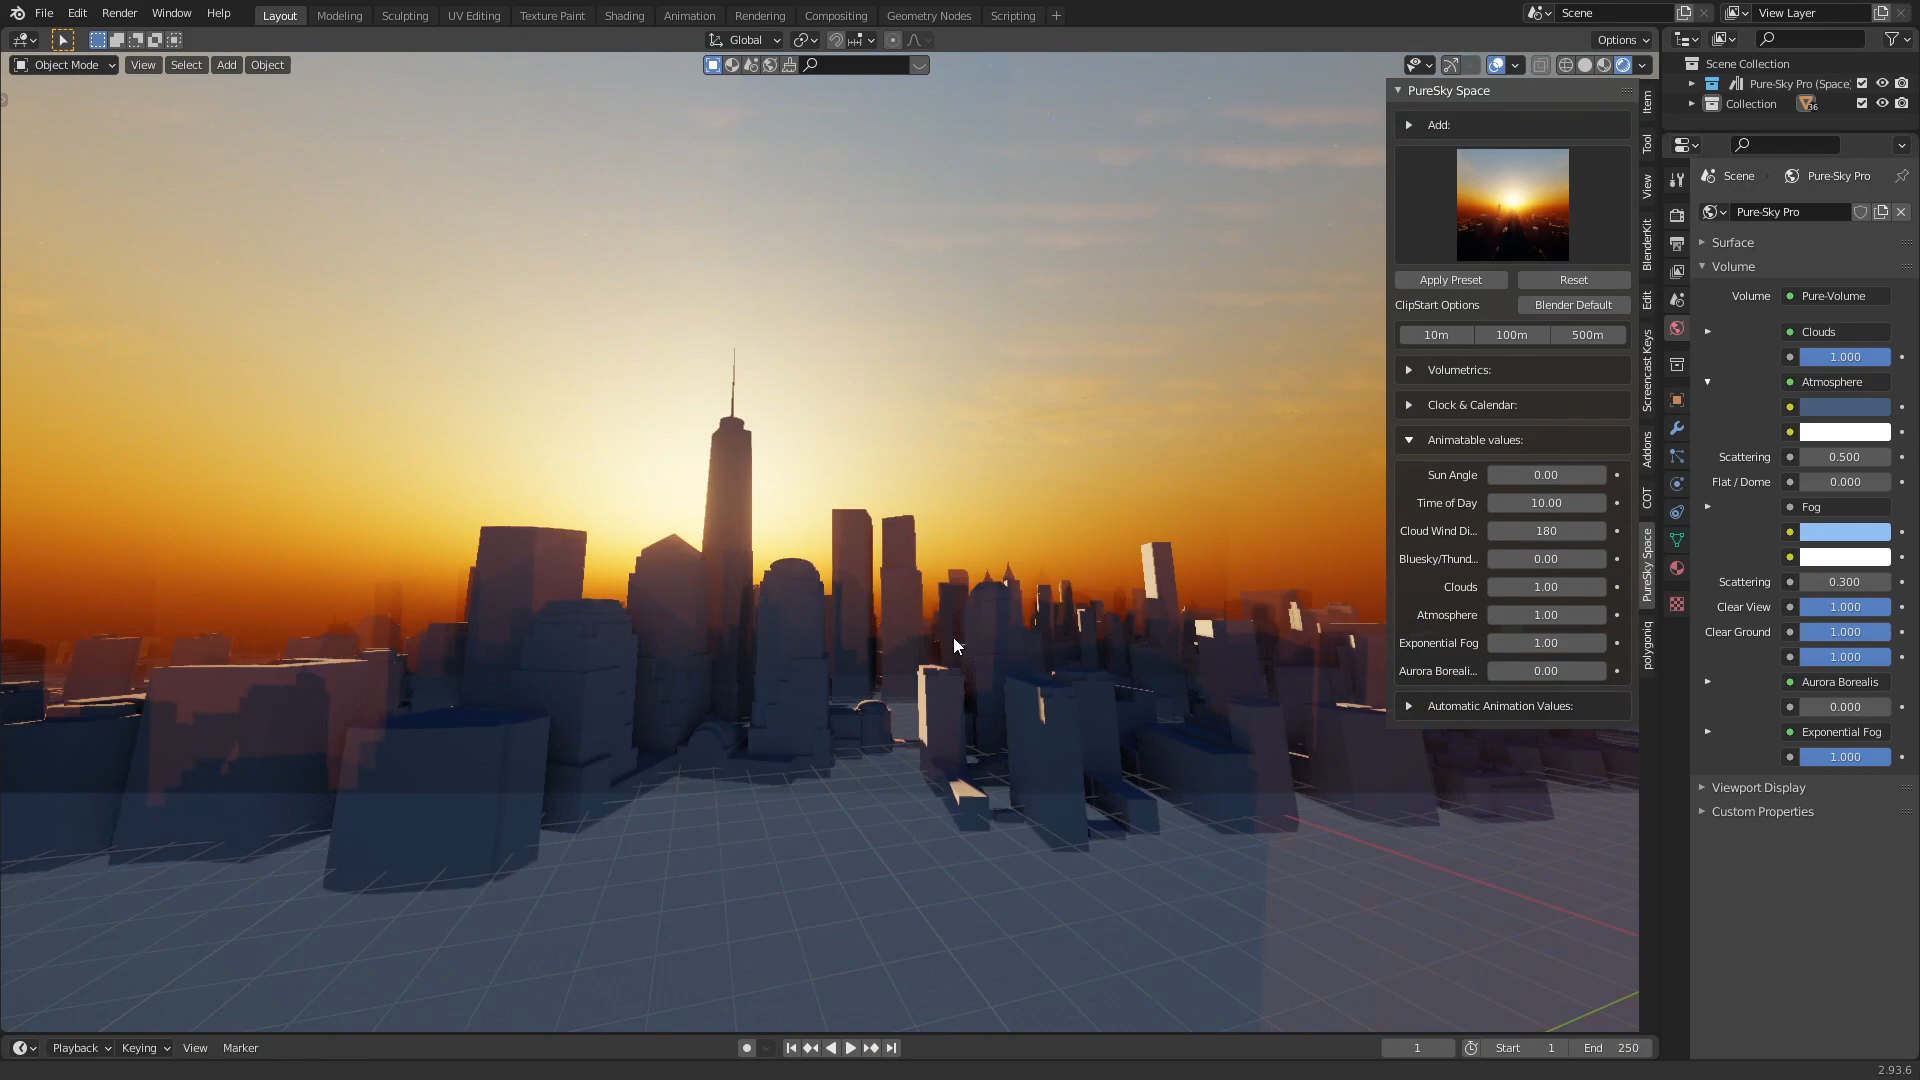 File Edit Render Window Help Layout Modeling Sculpting UV Editing Texture Paint Shading Animation Rendering Compositing Geometry Nodes Scripting + Scene View Layer
Global Options
Object Mode View Select Add Object
PureSky Space
Add:
Apply Preset Reset
ClipStart Options Blender Default
10m 100m 500m
Volumetrics:
Clock & Calendar:
Animatable values:
Sun Angle 0.00
Time of Day 10.00
Cloud Wind Di... 180
Bluesky/Thund... 0.00
Clouds 1.00
Atmosphere 1.00
Exponential Fog 1.00
Aurora Boreali... 0.00
Automatic Animation Values:
Item
Tool
View
BlenderKit
Edit
Screencast Keys
Addons
COT
PureSky Space
polygoniq
Scene Collection
Pure-Sky Pro (Space)
Collection 36
Scene Pure-Sky Pro
Pure-Sky Pro
Surface
Volume
Volume Pure-Volume
Clouds
1.000
Atmosphere
Scattering 0.500
Flat / Dome 0.000
Fog
Scattering 0.300
Clear View 1.000
Clear Ground 1.000
1.000
Aurora Borealis
0.000
Exponential Fog
1.000
Viewport Display
Custom Properties
Playback Keying View Marker 1 Start 1 End 250
2.93.6